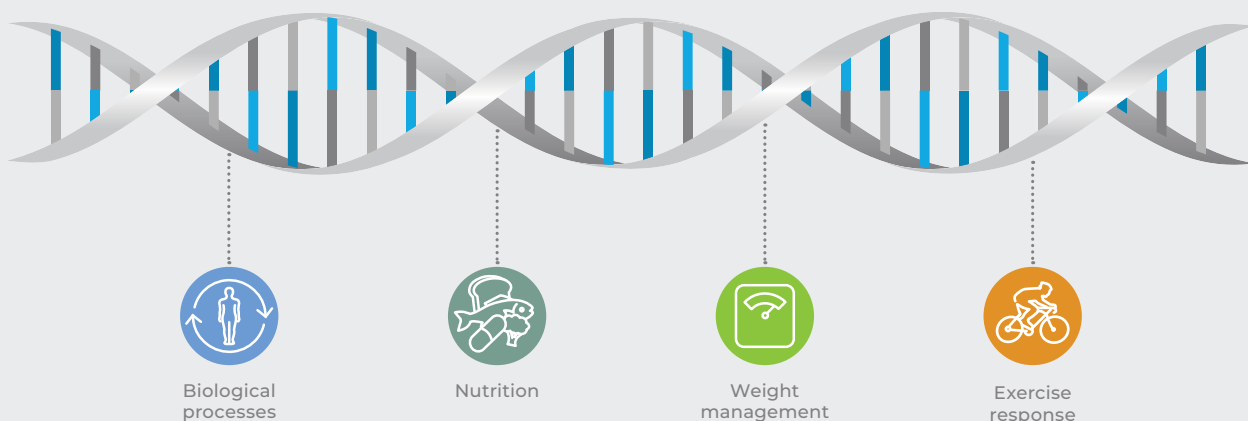 Biological
processes
Nutrition
Weight
management
Exercise
response